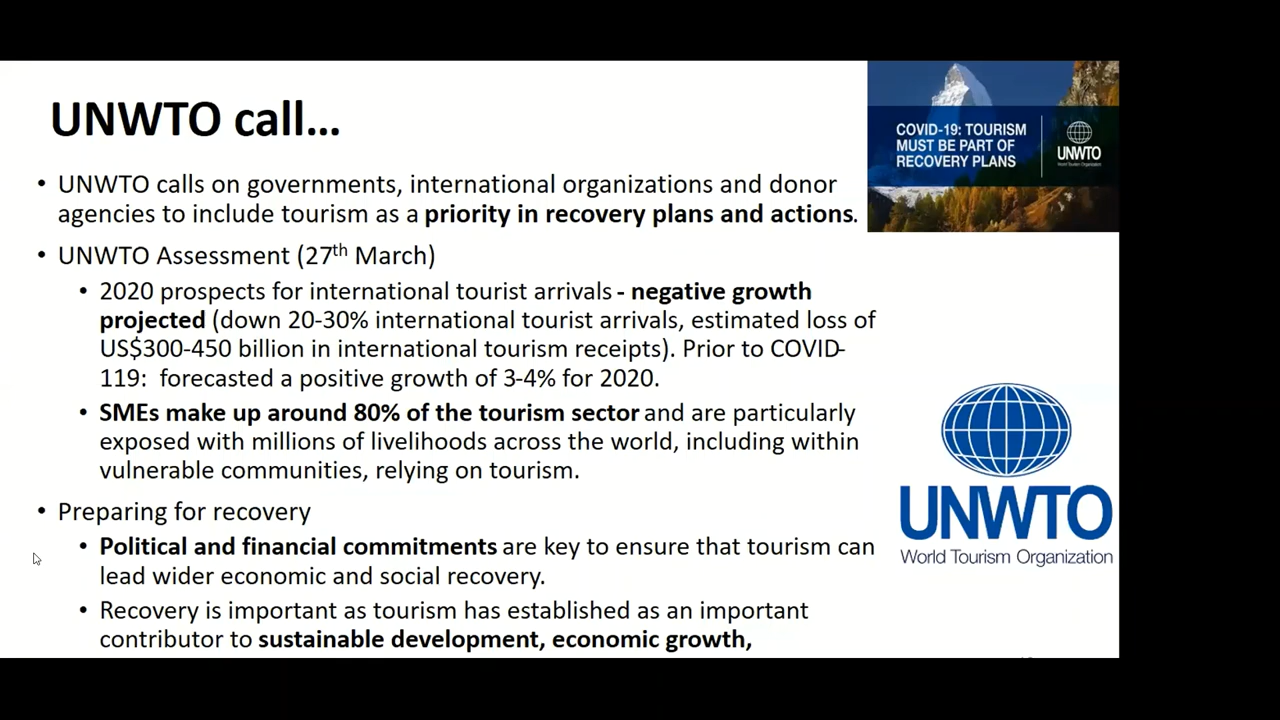 UNWTO call...
• UNWTO calls on governments, international organizations and donor
agencies to include tourism as a priority in recovery plans and actions.
• UNWTO Assessment (27th March)
• 2020 prospects for international tourist arrivals - negative growth
projected (down 20-30% international tourist arrivals, estimated loss of
US$300-450 billion in international tourism receipts). Prior to COVID-
119: forecasted a positive growth of 3-4% for 2020.
• SMEs make up around 80% of the tourism sector and are particularly
exposed with millions of livelihoods across the world, including within
vulnerable communities, relying on tourism.
• Preparing for recovery
• Political and financial commitments are key to ensure that tourism can
lead wider economic and social recovery.
• Recovery is important as tourism has established as an important
contributor to sustainable development, economic growth,
COVID-19: TOURISM
MUST BE PART OF
RECOVERY PLANS
UNWTO
World Tourism Organization
UNWTO
World Tourism Organization